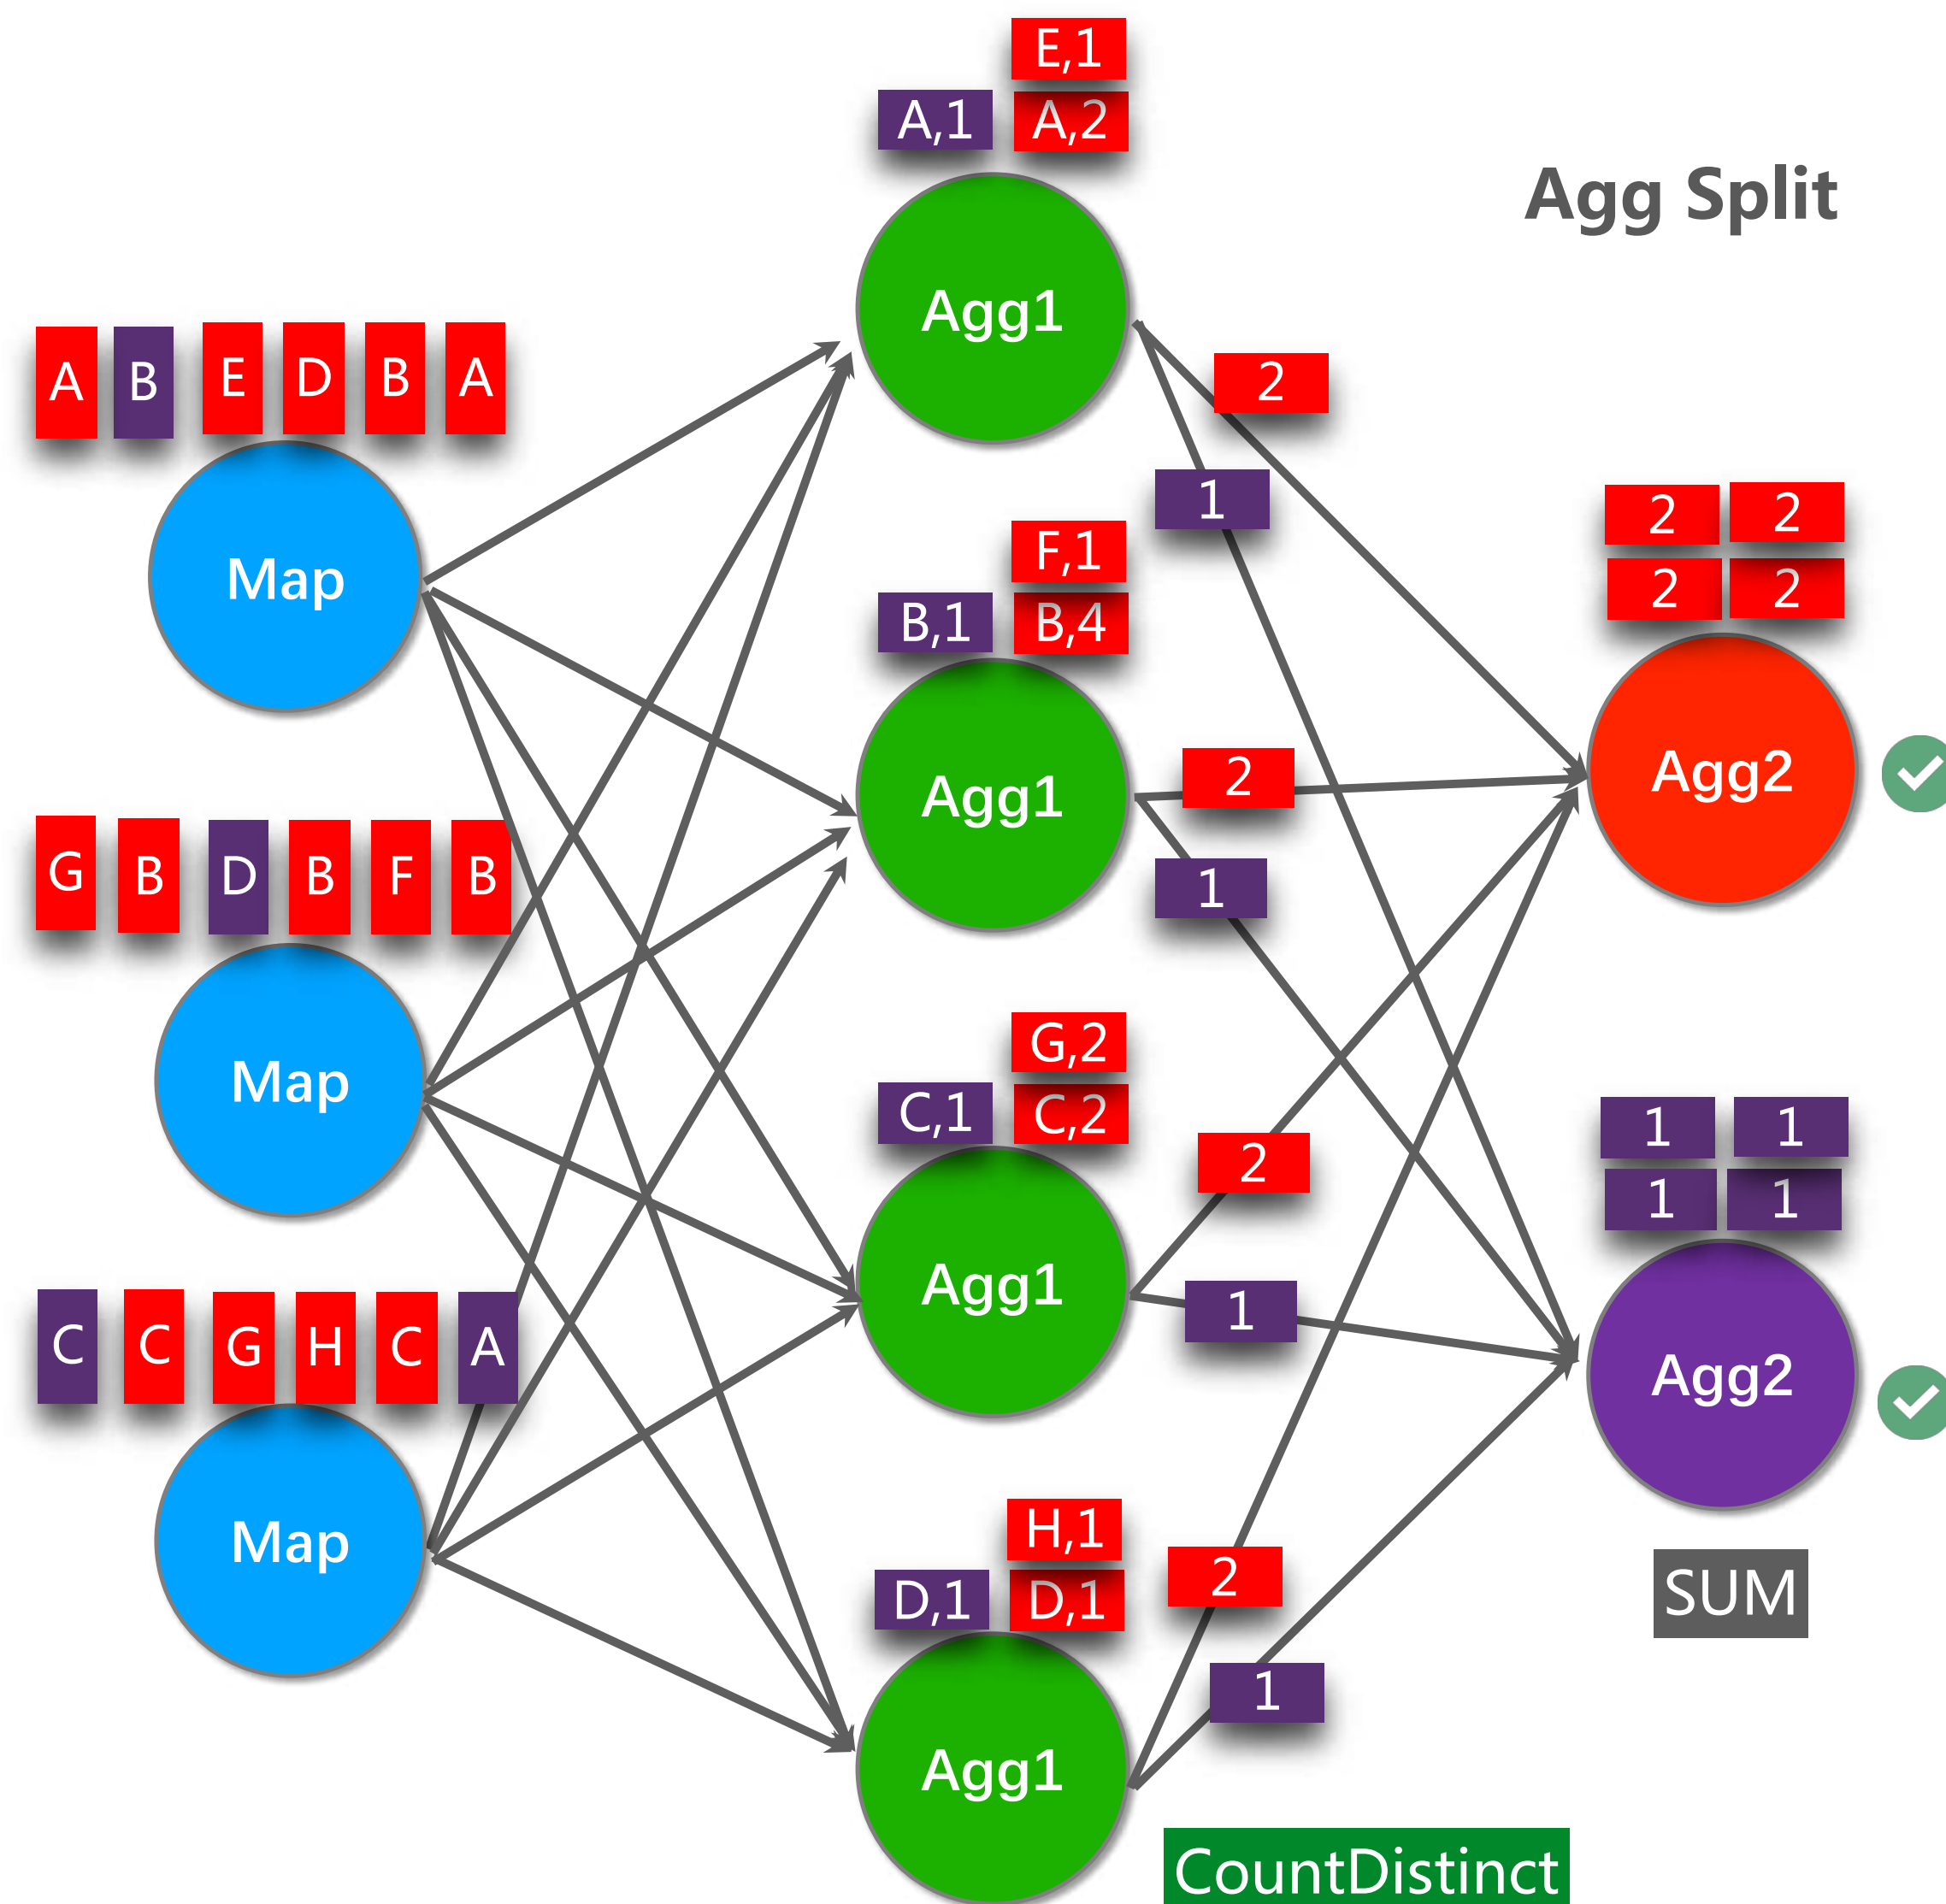 Agg Split
A B E D B A
Map
G B D B F B
Map
C C G H C A
Map
E,1
A,1 A,2
Agg1
F,1
B,1 B,4
Agg1
G,2
C,1 C,2
Agg1
H,1
D,1 D,1
Agg1
2
1
2
1
2
1
2
1
CountDistinct
2 2
2 2
Agg2
1 1
1 1
Agg2
SUM